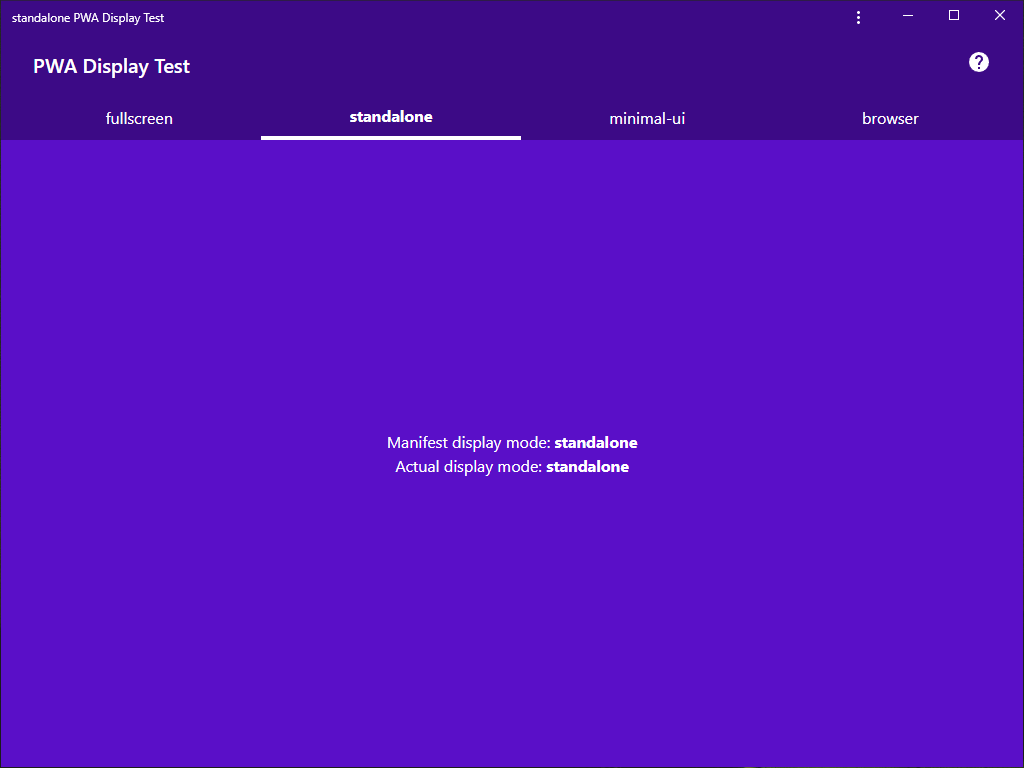 standalone PWA Display Test
PWA Display Test
?
fullscreen standalone minimal-ui browser
Manifest display mode: standalone
Actual display mode: standalone